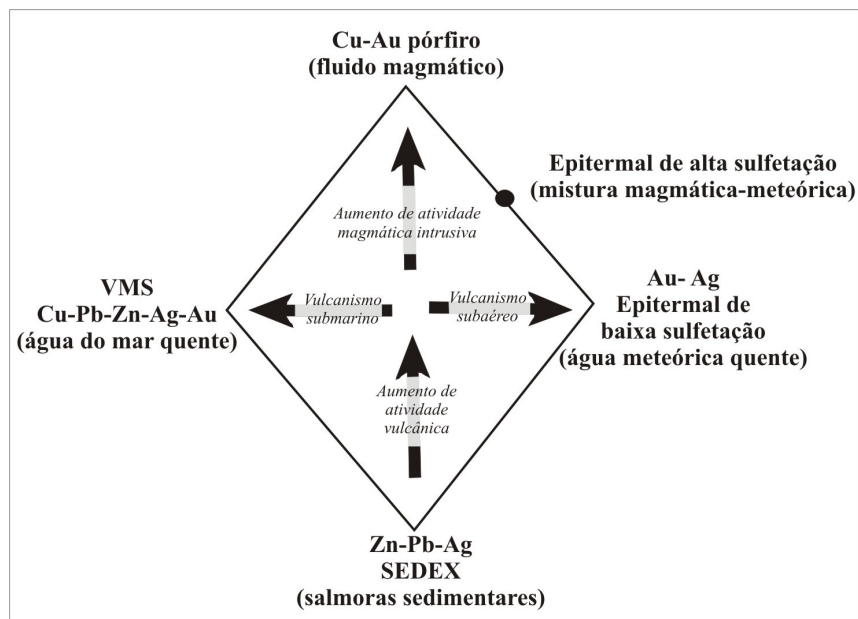 Cu-Au pórfiro
(fluido magmático)
Epitermal de alta sulfetação
(mistura magmática-meteórica)
Aumento de atividade
magmática intrusiva
VMS
Cu-Pb-Zn-Ag-Au
(água do mar quente)
Vulcanismo
submarino
Vulcanismo
subaéreo
Au- Ag
Epitermal de
baixa sulfetação
(água meteórica quente)
Aumento de
atividade
vulcânica
Zn-Pb-Ag
SEDEX
(salmoras sedimentares)